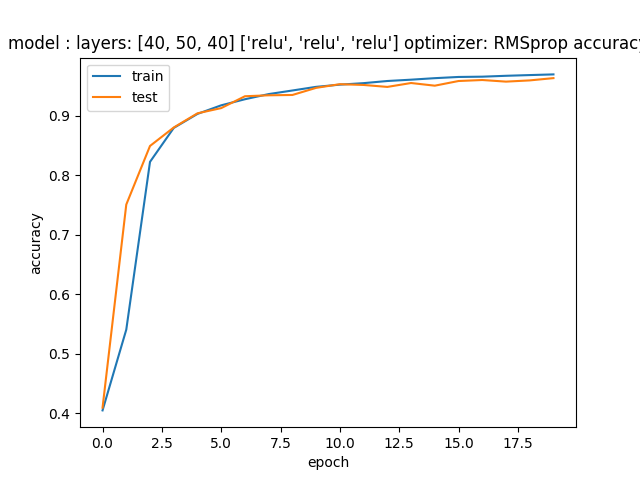 model : layers: [40, 50, 40] ['relu', 'relu', 'relu'] optimizer: RMSprop accuracy
train
test
0.9
0.8
0.7
0.6
0.5
0.4
accuracy
0.0 2.5 5.0 7.5 10.0 12.5 15.0 17.5
epoch